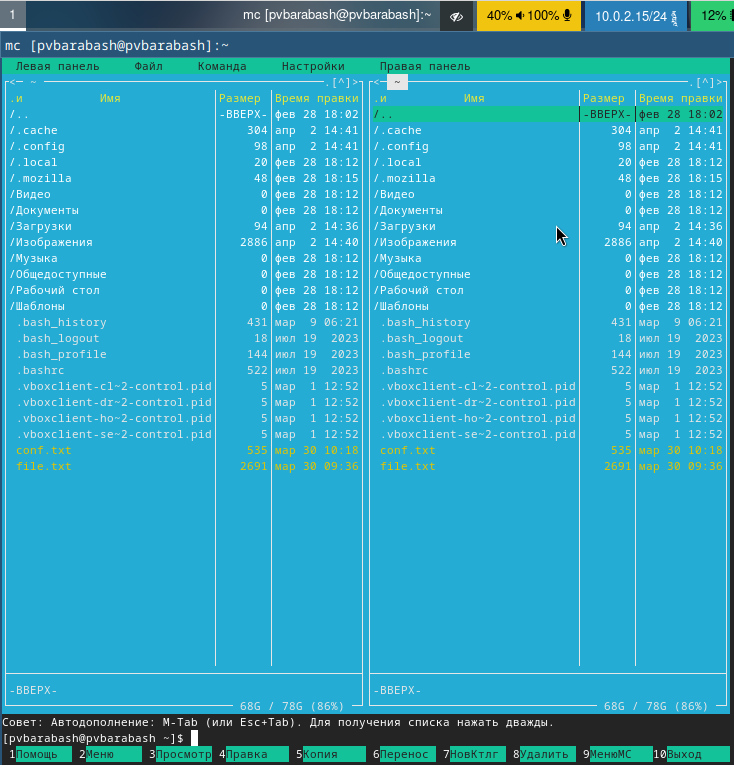 1 mc [pvbarabash@pvbarabash]:~ 40% 100% 10.0.2.15/24 12%
mc [pvbarabash@pvbarabash]:~
Левая панель Файл Команда Настройки Правая панель
<— ~ .[^]> <— ~ .[^]>
.и Имя Размер Время правки .и Имя Размер Время правки
/.. -ВВЕРХ- фев 28 18:02 /.. -ВВЕРХ- фев 28 18:02
/.cache 304 апр 2 14:41 /.cache 304 апр 2 14:41
/.config 98 апр 2 14:41 /.config 98 апр 2 14:41
/.local 20 фев 28 18:12 /.local 20 фев 28 18:12
/.mozilla 48 фев 28 18:15 /.mozilla 48 фев 28 18:15
/Видео 0 фев 28 18:12 /Видео 0 фев 28 18:12
/Документы 0 фев 28 18:12 /Документы 0 фев 28 18:12
/Загрузки 94 апр 2 14:36 /Загрузки 94 апр 2 14:36
/Изображения 2886 апр 2 14:40 /Изображения 2886 апр 2 14:40
/Музыка 0 фев 28 18:12 /Музыка 0 фев 28 18:12
/Общедоступные 0 фев 28 18:12 /Общедоступные 0 фев 28 18:12
/Рабочий стол 0 фев 28 18:12 /Рабочий стол 0 фев 28 18:12
/Шаблоны 0 фев 28 18:12 /Шаблоны 0 фев 28 18:12
.bash_history 431 мар 9 06:21 .bash_history 431 мар 9 06:21
.bash_logout 18 июл 19 2023 .bash_logout 18 июл 19 2023
.bash_profile 144 июл 19 2023 .bash_profile 144 июл 19 2023
.bashrc 522 июл 19 2023 .bashrc 522 июл 19 2023
.vboxclient-cl~2-control.pid 5 мар 1 12:52 .vboxclient-cl~2-control.pid 5 мар 1 12:52
.vboxclient-dr~2-control.pid 5 мар 1 12:52 .vboxclient-dr~2-control.pid 5 мар 1 12:52
.vboxclient-ho~2-control.pid 5 мар 1 12:52 .vboxclient-ho~2-control.pid 5 мар 1 12:52
.vboxclient-se~2-control.pid 5 мар 1 12:52 .vboxclient-se~2-control.pid 5 мар 1 12:52
conf.txt 535 мар 30 10:18 conf.txt 535 мар 30 10:18
file.txt 2691 мар 30 09:36 file.txt 2691 мар 30 09:36
-ВВЕРХ- -ВВЕРХ-
68G / 78G (86%) 68G / 78G (86%)
Совет: Автодополнение: M-Tab (или Esc+Tab). Для получения списка нажать дважды.
[pvbarabash@pvbarabash ~]$
1Помощь 2Меню 3Просмотр 4Правка 5Копия 6Перенос 7НовКтлг 8Удалить 9МенюМС 10Выход